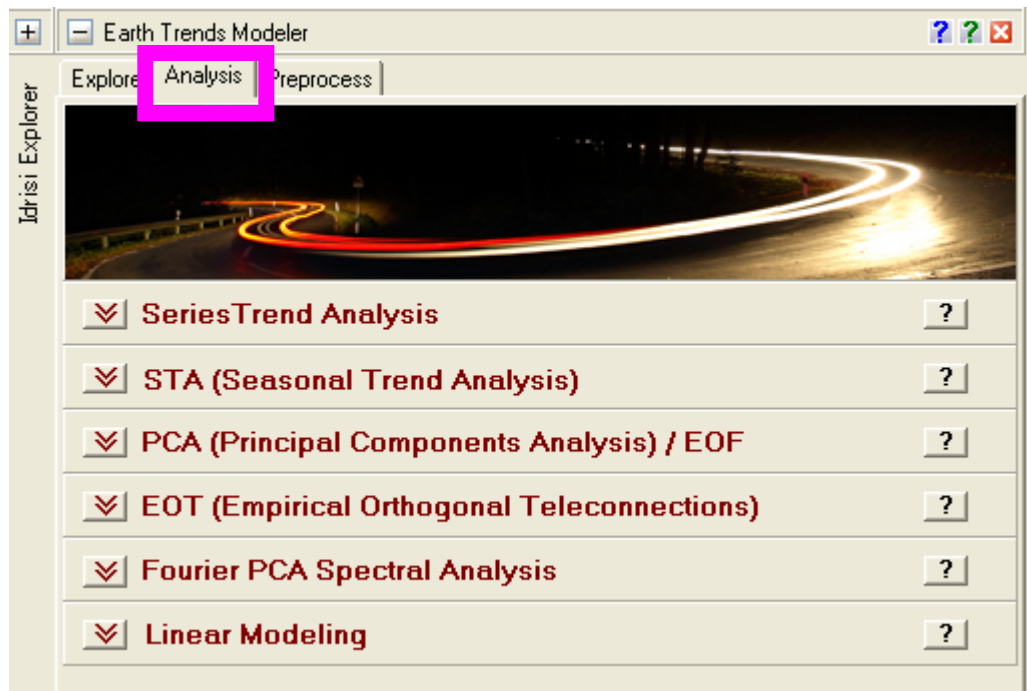 + − Earth Trends Modeler ? ?
Explore Analysis Preprocess
Idrisi Explorer
SeriesTrend Analysis ?
STA (Seasonal Trend Analysis) ?
PCA (Principal Components Analysis) / EOF ?
EOT (Empirical Orthogonal Teleconnections) ?
Fourier PCA Spectral Analysis ?
Linear Modeling ?